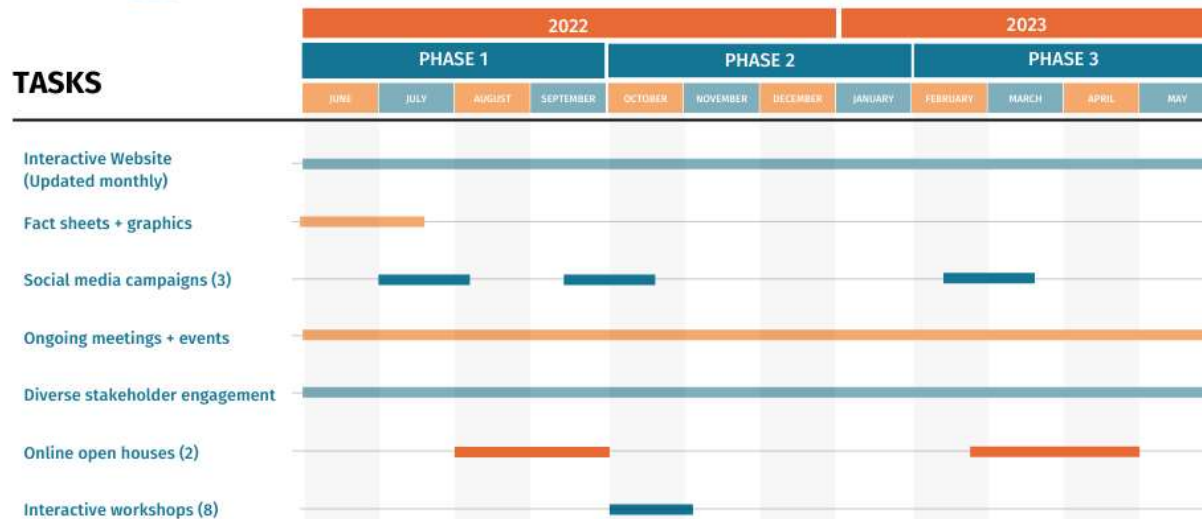 2022 2023
PHASE 1 PHASE 2 PHASE 3
TASKS
JUNE JULY AUGUST SEPTEMBER OCTOBER NOVEMBER DECEMBER JANUARY FEBRUARY MARCH APRIL MAY
Interactive Website
(Updated monthly)
Fact sheets + graphics
Social media campaigns (3)
Ongoing meetings + events
Diverse stakeholder engagement
Online open houses (2)
Interactive workshops (8)